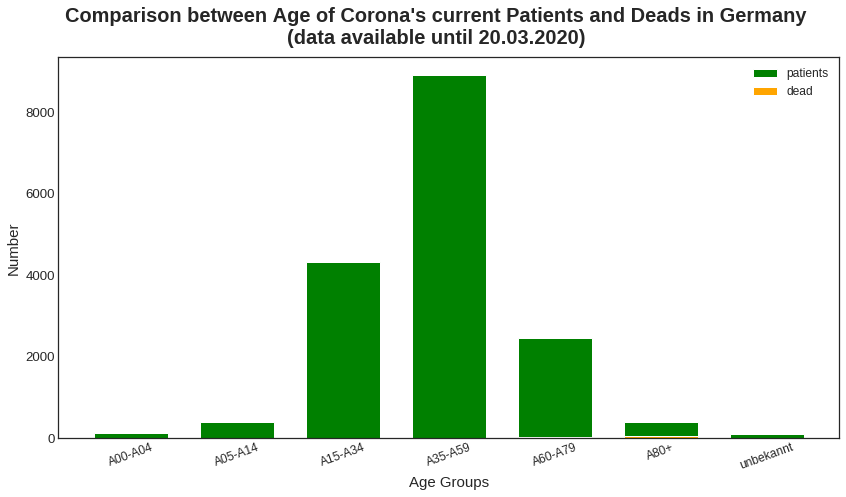 Comparison between Age of Corona's current Patients and Deads in Germany
(data available until 20.03.2020)
patients
dead
8000
6000
4000
2000
0
Number
A00-A04
A05-A14
A15-A34
A35-A59
A60-A79
A80+
unbekannt
Age Groups